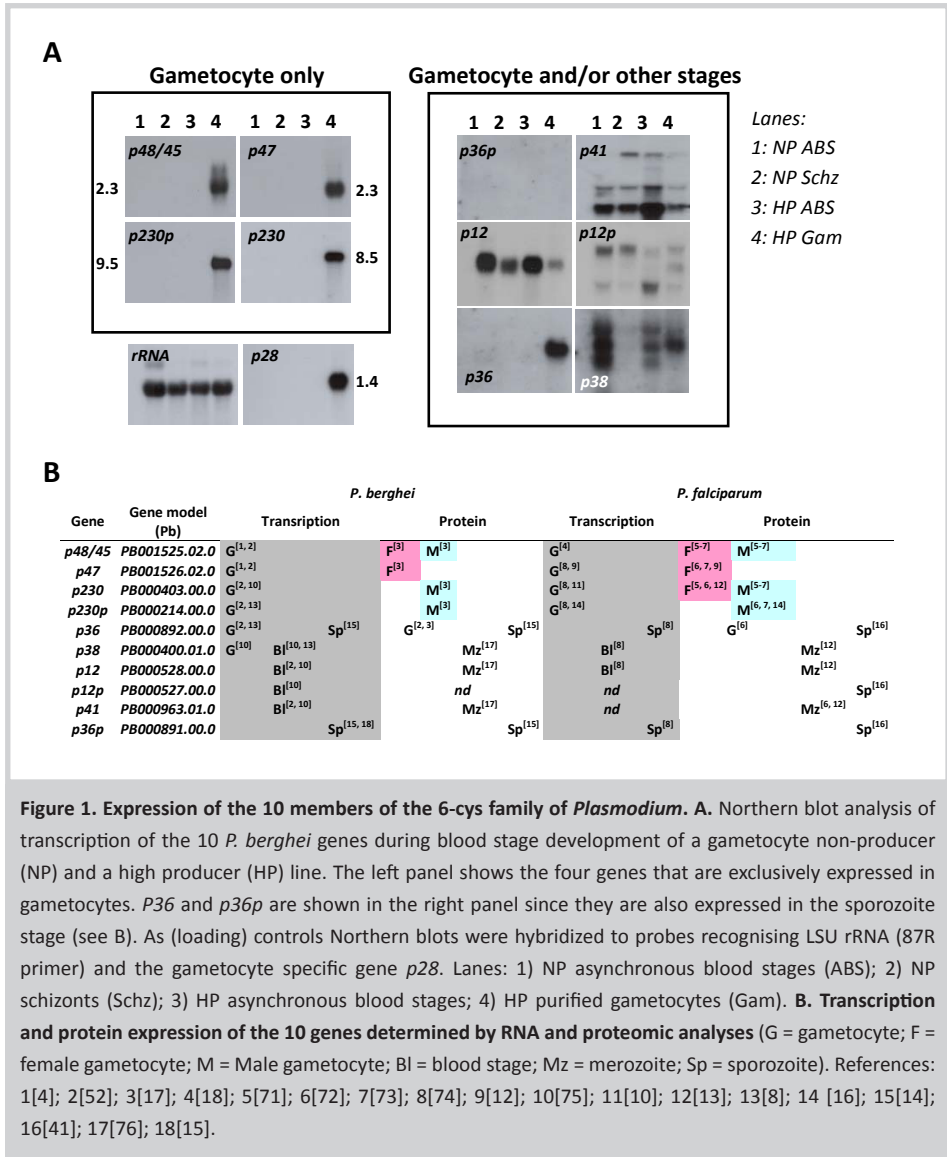 A
Gametocyte only
Gametocyte and/or other stages
1 2 3 4 1 2 3 4
1 2 3 4 1 2 3 4
Lanes:
1: NP ABS
2: NP Schz
3: HP ABS
4: HP Gam
p48/45 p47
2.3 2.3
p230p p230
9.5 8.5
rRNA p28
1.4
p36p p41
p12 p12p
p36 p38
B
P. berghei P. falciparum
Gene Gene model (Pb) Transcription Protein Transcription Protein
p48/45 PB001525.02.0 G[1, 2] F[3] M[3] G[4] F[5-7] M[5-7]
p47 PB001526.02.0 G[1, 2] F[3] G[8, 9] F[6, 7, 9]
p230 PB000403.00.0 G[2, 10] M[3] G[8, 11] F[5, 6, 12] M[5-7]
p230p PB000214.00.0 G[2, 13] M[3] G[8, 14] M[6, 7, 14]
p36 PB000892.00.0 G[2, 13] Sp[15] G[2, 3] Sp[15] Sp[8] G[6] Sp[16]
p38 PB000400.01.0 G[10] Bl[10, 13] Mz[17] Bl[8] Mz[12]
p12 PB000528.00.0 Bl[2, 10] Mz[17] Bl[8] Mz[12]
p12p PB000527.00.0 Bl[10] nd nd Sp[16]
p41 PB000963.01.0 Bl[2, 10] Mz[17] nd Mz[6, 12]
p36p PB000891.00.0 Sp[15, 18] Sp[15] Sp[8] Sp[16]
Figure 1. Expression of the 10 members of the 6-cys family of Plasmodium. A. Northern blot analysis of
transcription of the 10 P. berghei genes during blood stage development of a gametocyte non-producer
(NP) and a high producer (HP) line. The left panel shows the four genes that are exclusively expressed in
gametocytes. P36 and p36p are shown in the right panel since they are also expressed in the sporozoite
stage (see B). As (loading) controls Northern blots were hybridized to probes recognising LSU rRNA (87R
primer) and the gametocyte specific gene p28. Lanes: 1) NP asynchronous blood stages (ABS); 2) NP
schizonts (Schz); 3) HP asynchronous blood stages; 4) HP purified gametocytes (Gam). B. Transcription
and protein expression of the 10 genes determined by RNA and proteomic analyses (G = gametocyte; F =
female gametocyte; M = Male gametocyte; Bl = blood stage; Mz = merozoite; Sp = sporozoite). References:
1[4]; 2[52]; 3[17]; 4[18]; 5[71]; 6[72]; 7[73]; 8[74]; 9[12]; 10[75]; 11[10]; 12[13]; 13[8]; 14 [16]; 15[14];
16[41]; 17[76]; 18[15].